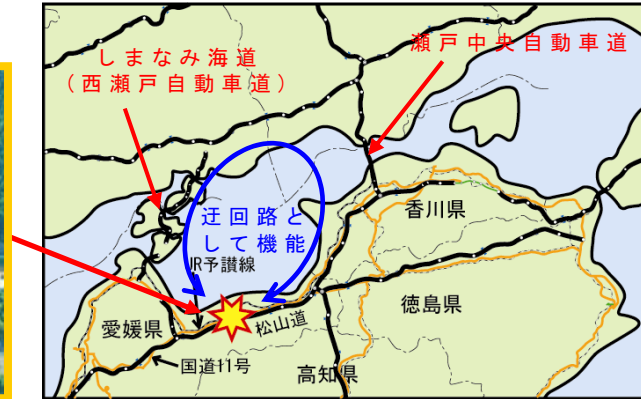 しまなみ海道
(西瀬戸自動車道)
瀬戸中央自動車道
迂回路と
して機能
JR予讃線
香川県
徳島県
愛媛県
松山道
国道11号
高知県